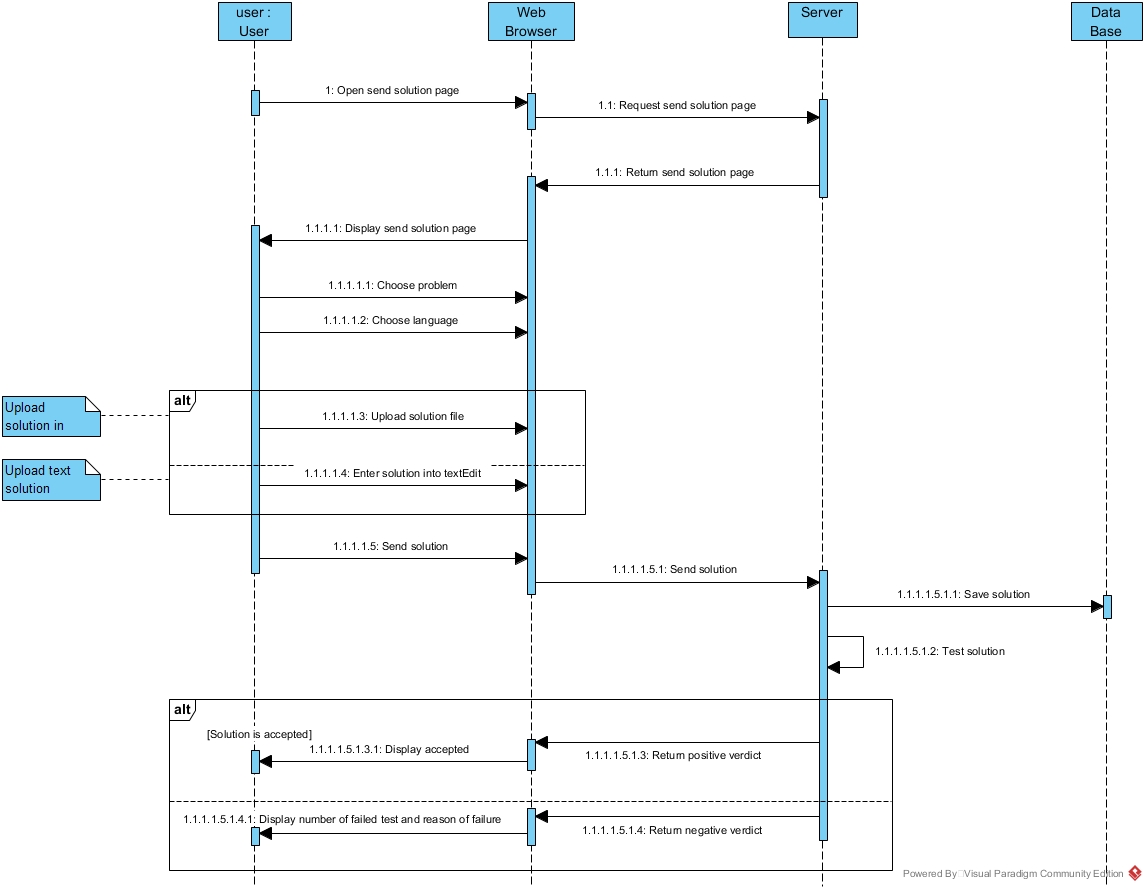 user :
User
Web
Browser
Server
Data
Base
1: Open send solution page
1.1: Request send solution page
1.1.1: Return send solution page
1.1.1.1: Display send solution page
1.1.1.1.1: Choose problem
1.1.1.1.2: Choose language
alt
Upload
solution in
1.1.1.1.3: Upload solution file
Upload text
solution
1.1.1.1.4: Enter solution into textEdit
1.1.1.1.5: Send solution
1.1.1.1.5.1: Send solution
1.1.1.1.5.1.1: Save solution
1.1.1.1.5.1.2: Test solution
alt
[Solution is accepted]
1.1.1.1.5.1.3.1: Display accepted
1.1.1.1.5.1.3: Return positive verdict
1.1.1.1.5.1.4.1: Display number of failed test and reason of failure
1.1.1.1.5.1.4: Return negative verdict
Powered By Visual Paradigm Community Edition